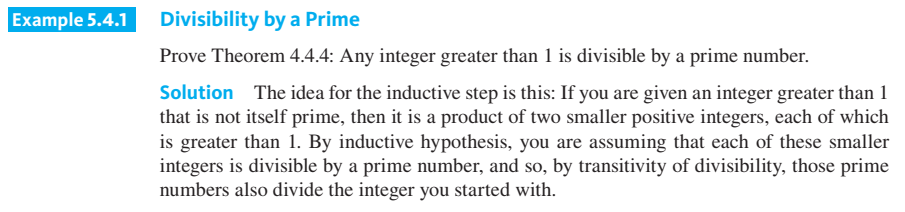 Example 5.4.1 Divisibility by a Prime
Prove Theorem 4.4.4: Any integer greater than 1 is divisible by a prime number.
Solution The idea for the inductive step is this: If you are given an integer greater than 1
that is not itself prime, then it is a product of two smaller positive integers, each of which
is greater than 1. By inductive hypothesis, you are assuming that each of these smaller
integers is divisible by a prime number, and so, by transitivity of divisibility, those prime
numbers also divide the integer you started with.